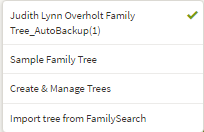 Judith Lynn Overholt Family
Tree_AutoBackup(1)
Sample Family Tree
Create & Manage Trees
Import tree from FamilySearch